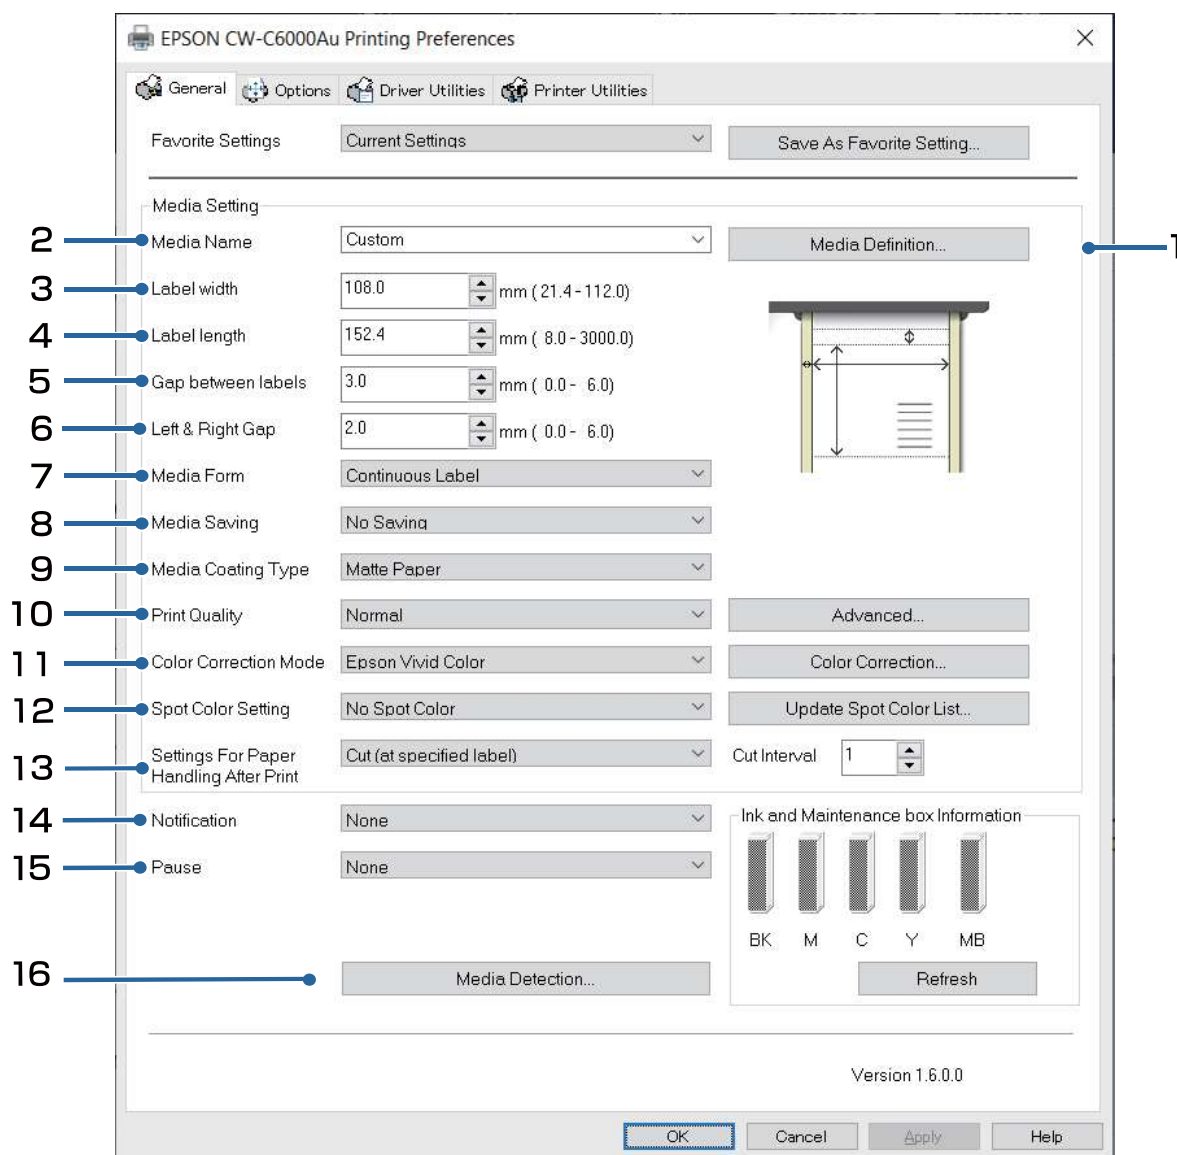 EPSON CW-C6000Au Printing Preferences
General Options Driver Utilities Printer Utilities
Favorite Settings Current Settings Save As Favorite Setting...
Media Setting
2 Media Name Custom Media Definition... 1
3 Label width 108.0 mm ( 21.4 - 112.0)
4 Label length 152.4 mm ( 8.0 - 3000.0)
5 Gap between labels 3.0 mm ( 0.0 - 6.0)
6 Left & Right Gap 2.0 mm ( 0.0 - 6.0)
7 Media Form Continuous Label
8 Media Saving No Saving
9 Media Coating Type Matte Paper
10 Print Quality Normal Advanced...
11 Color Correction Mode Epson Vivid Color Color Correction...
12 Spot Color Setting No Spot Color Update Spot Color List...
13 Settings For Paper Cut (at specified label) Cut Interval 1
Handling After Print
14 Notification None Ink and Maintenance box Information
15 Pause None
BK M C Y MB
16 Media Detection... Refresh
Version 1.6.0.0
OK Cancel Apply Help